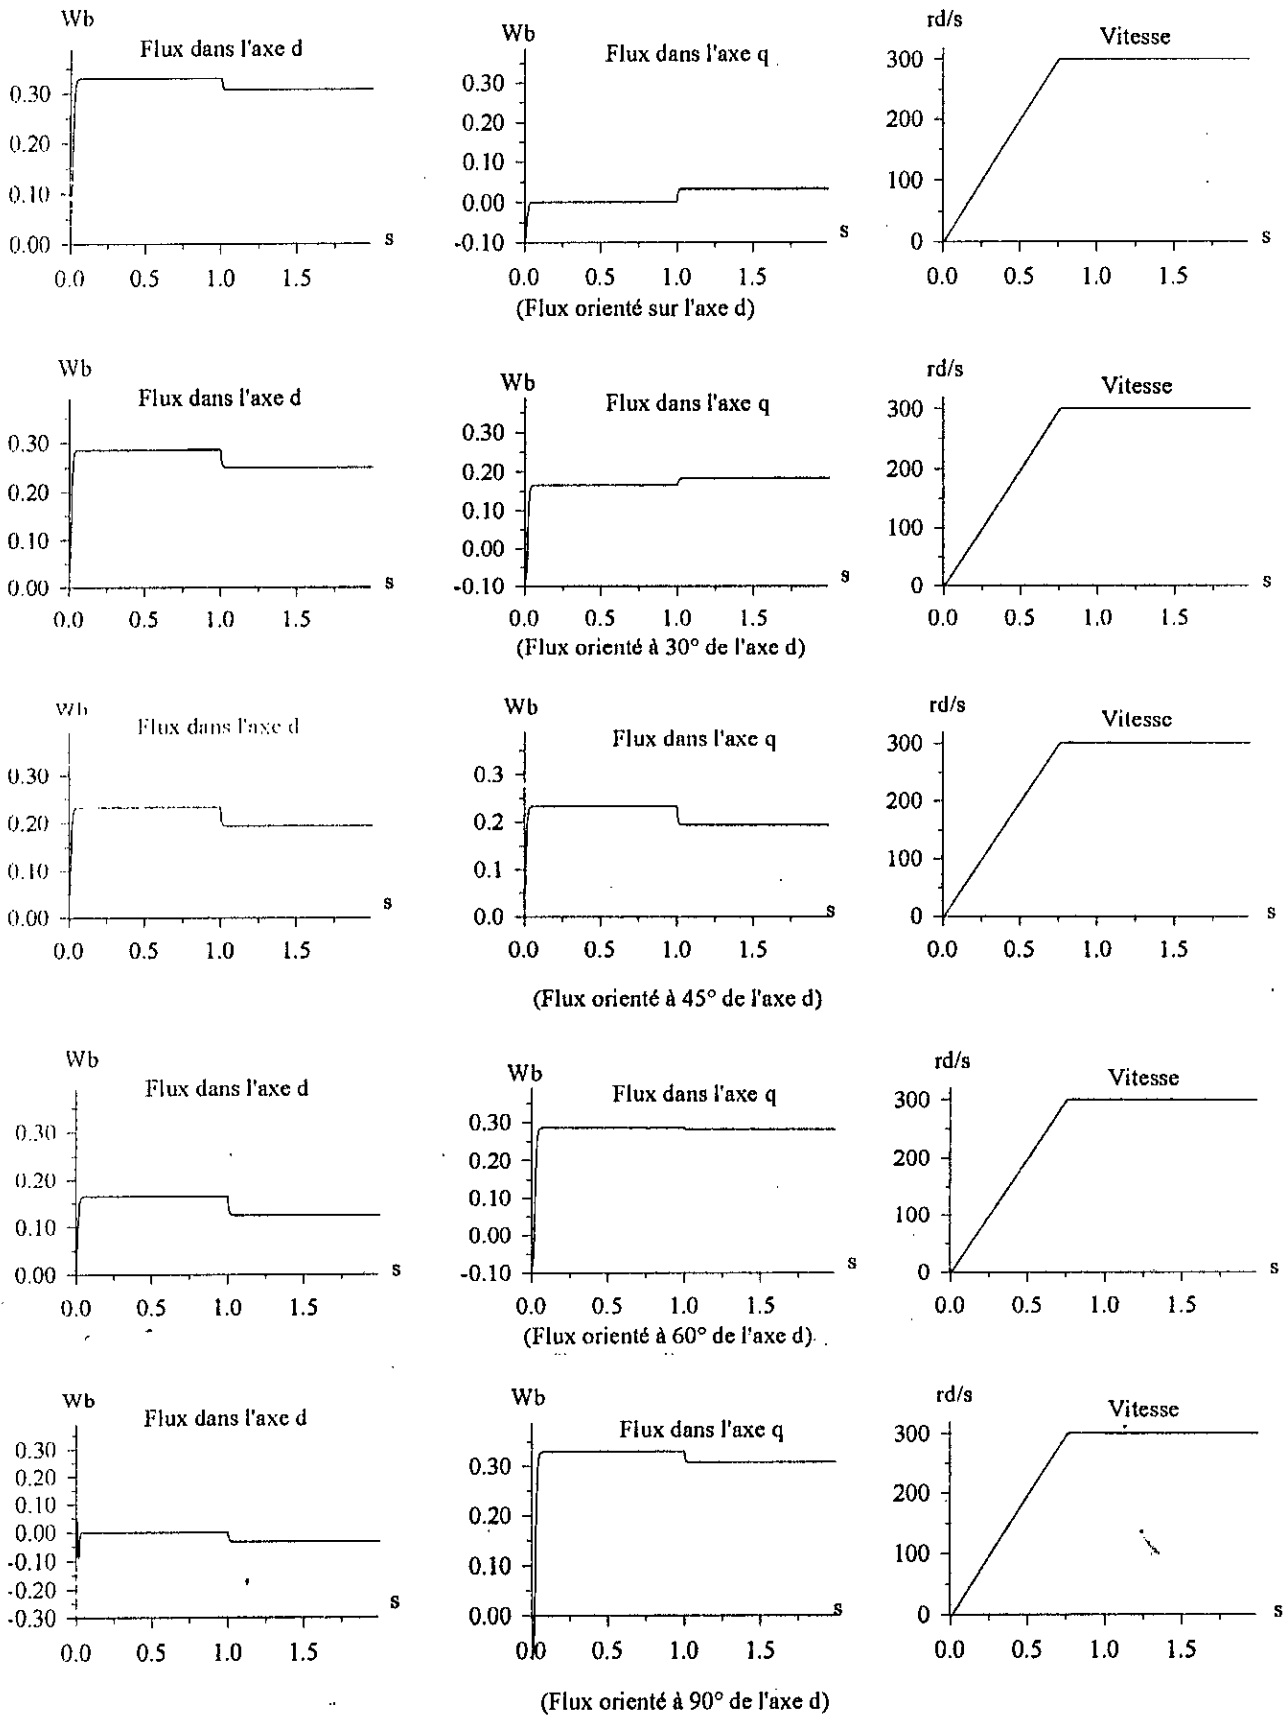 Wb
Flux dans l'axe d
0.30
0.20
0.10
0.00
0.0 0.5 1.0 1.5
s
Wb
Flux dans l'axe q
0.30
0.20
0.10
0.00
-0.10
0.0 0.5 1.0 1.5
s
rd/s
Vitesse
300
200
100
0
0.0 0.5 1.0 1.5
s
(Flux orienté sur l'axe d)
Wb
Flux dans l'axe d
0.30
0.20
0.10
0.00
0.0 0.5 1.0 1.5
s
Wb
Flux dans l'axe q
0.30
0.20
0.10
0.00
-0.10
0.0 0.5 1.0 1.5
s
rd/s
Vitesse
300
200
100
0
0.0 0.5 1.0 1.5
s
(Flux orienté à 30° de l'axe d)
Wb
Flux dans l'axe d
0.30
0.20
0.10
0.00
0.0 0.5 1.0 1.5
s
Wb
Flux dans l'axe q
0.3
0.2
0.1
0.0
0.0 0.5 1.0 1.5
s
rd/s
Vitesse
300
200
100
0
0.0 0.5 1.0 1.5
s
(Flux orienté à 45° de l'axe d)
Wb
Flux dans l'axe d
0.30
0.20
0.10
0.00
0.0 0.5 1.0 1.5
s
Wb
Flux dans l'axe q
0.30
0.20
0.10
0.00
-0.10
0.0 0.5 1.0 1.5
s
rd/s
Vitesse
300
200
100
0
0.0 0.5 1.0 1.5
s
(Flux orienté à 60° de l'axe d)
Wb
Flux dans l'axe d
0.30
0.20
0.10
0.00
-0.10
-0.20
-0.30
0.0 0.5 1.0 1.5
s
Wb
Flux dans l'axe q
0.30
0.20
0.10
0.00
0.0 0.5 1.0 1.5
s
rd/s
Vitesse
300
200
100
0
0.0 0.5 1.0 1.5
s
(Flux orienté à 90° de l'axe d)